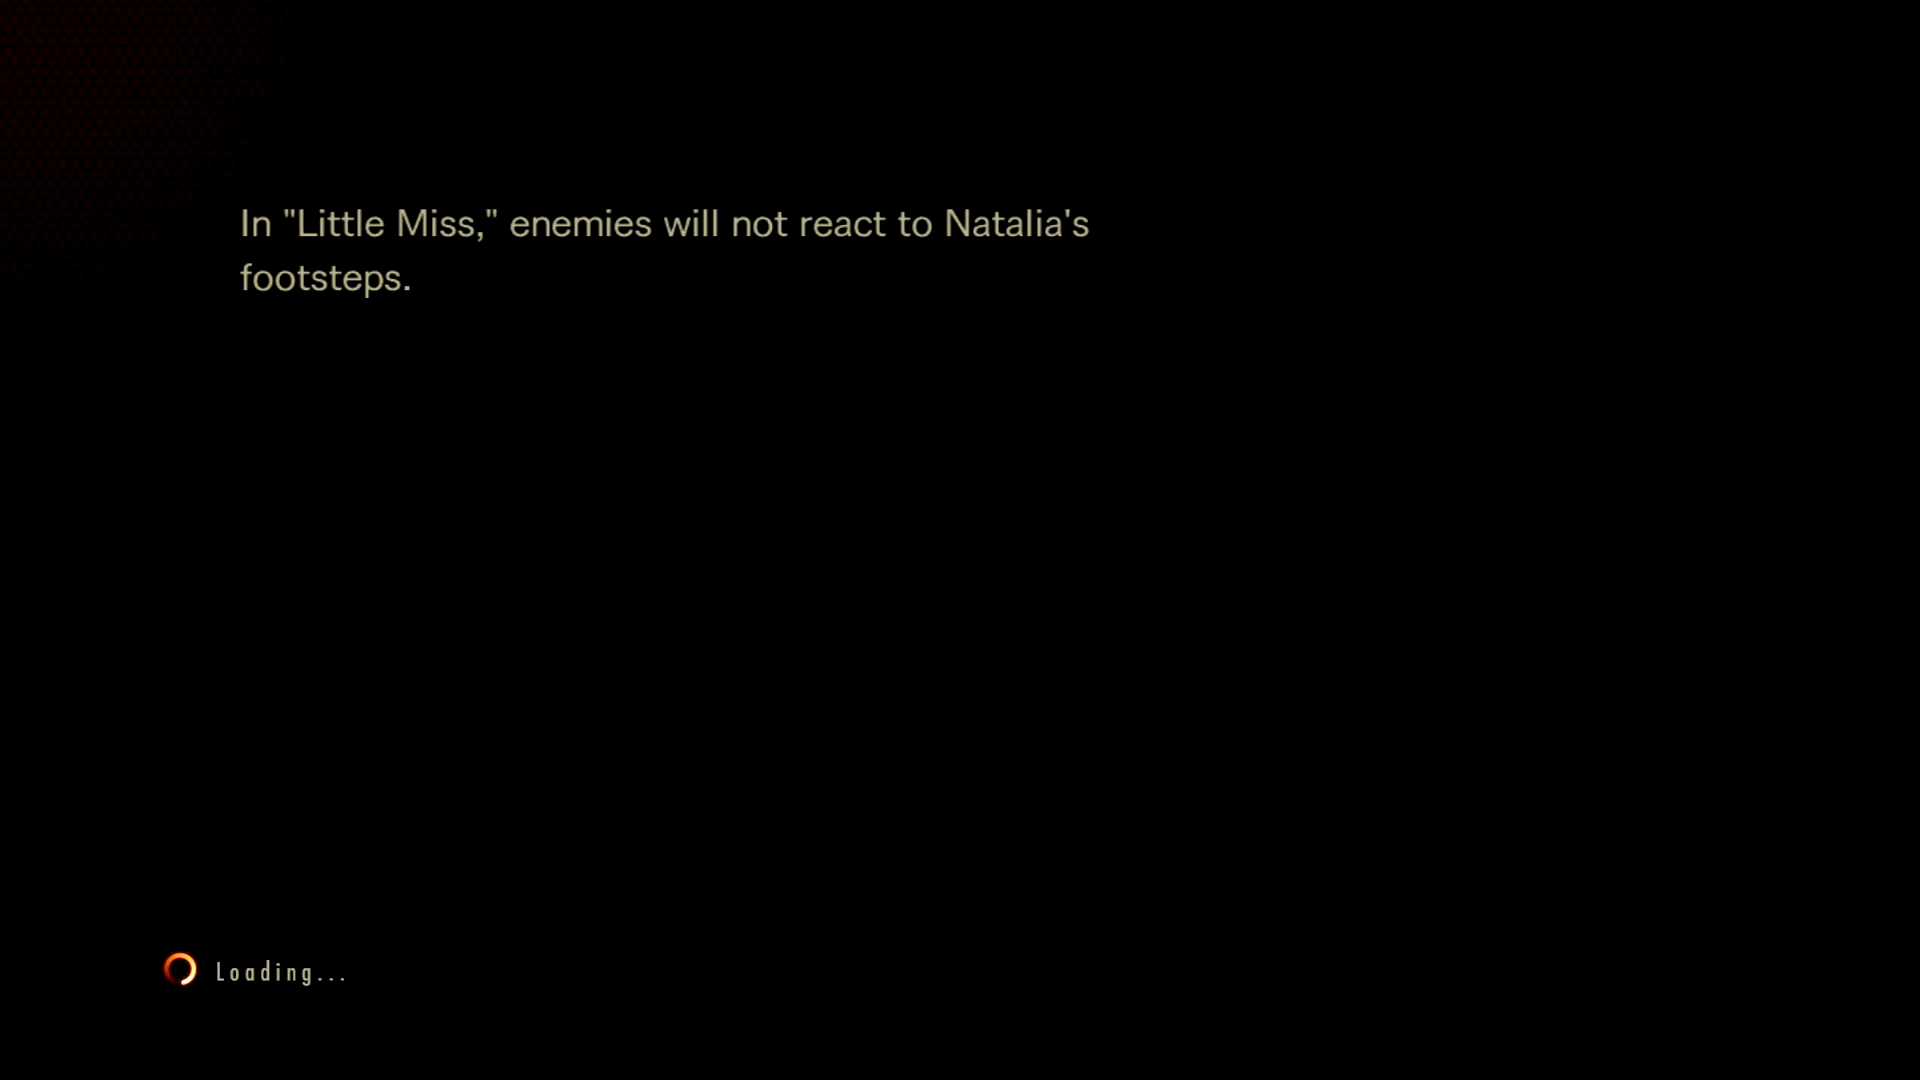 In "Little Miss," enemies will not react to Natalia's
footsteps.
Loading...